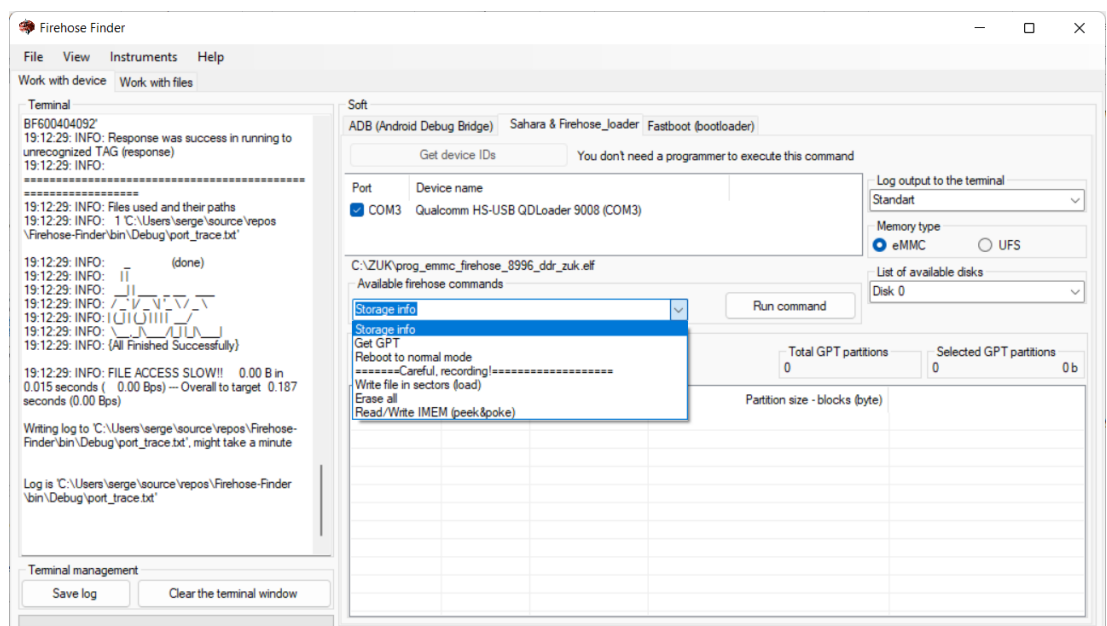 Firehose Finder
File View Instruments Help
Work with device Work with files
Terminal
BF600404092'
19:12:29: INFO: Response was success in running to
unrecognized TAG (response)
19:12:29: INFO:
=============================================
==================
19:12:29: INFO: Files used and their paths
19:12:29: INFO: 1 'C:\Users\serge\source\repos
\Firehose-Finder\bin\Debug\port_trace.txt'
19:12:29: INFO: _ (done)
19:12:29: INFO: | |
19:12:29: INFO: __| | ___ _ __ ___
19:12:29: INFO: / _` |/ _ \| '_ \ / _ \
19:12:29: INFO: | (_| | (_) | | | | __/
19:12:29: INFO: \__,_|\___/|_| |_|\___|
19:12:29: INFO: {All Finished Successfully}
19:12:29: INFO: FILE ACCESS SLOW!! 0.00 B in
0.015 seconds ( 0.00 Bps) --- Overall to target 0.187
seconds (0.00 Bps)
Writing log to 'C:\Users\serge\source\repos\Firehose-
Finder\bin\Debug\port_trace.txt', might take a minute
Log is 'C:\Users\serge\source\repos\Firehose-Finder
\bin\Debug\port_trace.txt'
Terminal management
Save log Clear the terminal window
Soft
ADB (Android Debug Bridge) Sahara & Firehose_loader Fastboot (bootloader)
Get device IDs You don't need a programmer to execute this command
Port Device name
COM3 Qualcomm HS-USB QDLoader 9008 (COM3)
Log output to the terminal
Standart
Memory type
eMMC UFS
C:\ZUK\prog_emmc_firehose_8996_ddr_zuk.elf
List of available disks
Disk 0
Available firehose commands
Storage info
Run command
Storage info
Get GPT
Reboot to normal mode
=======Careful, recording!===================
Write file in sectors (load)
Erase all
Read/Write IMEM (peek&poke)
Total GPT partitions
0
Selected GPT partitions
0 0 b
Partition size - blocks (byte)